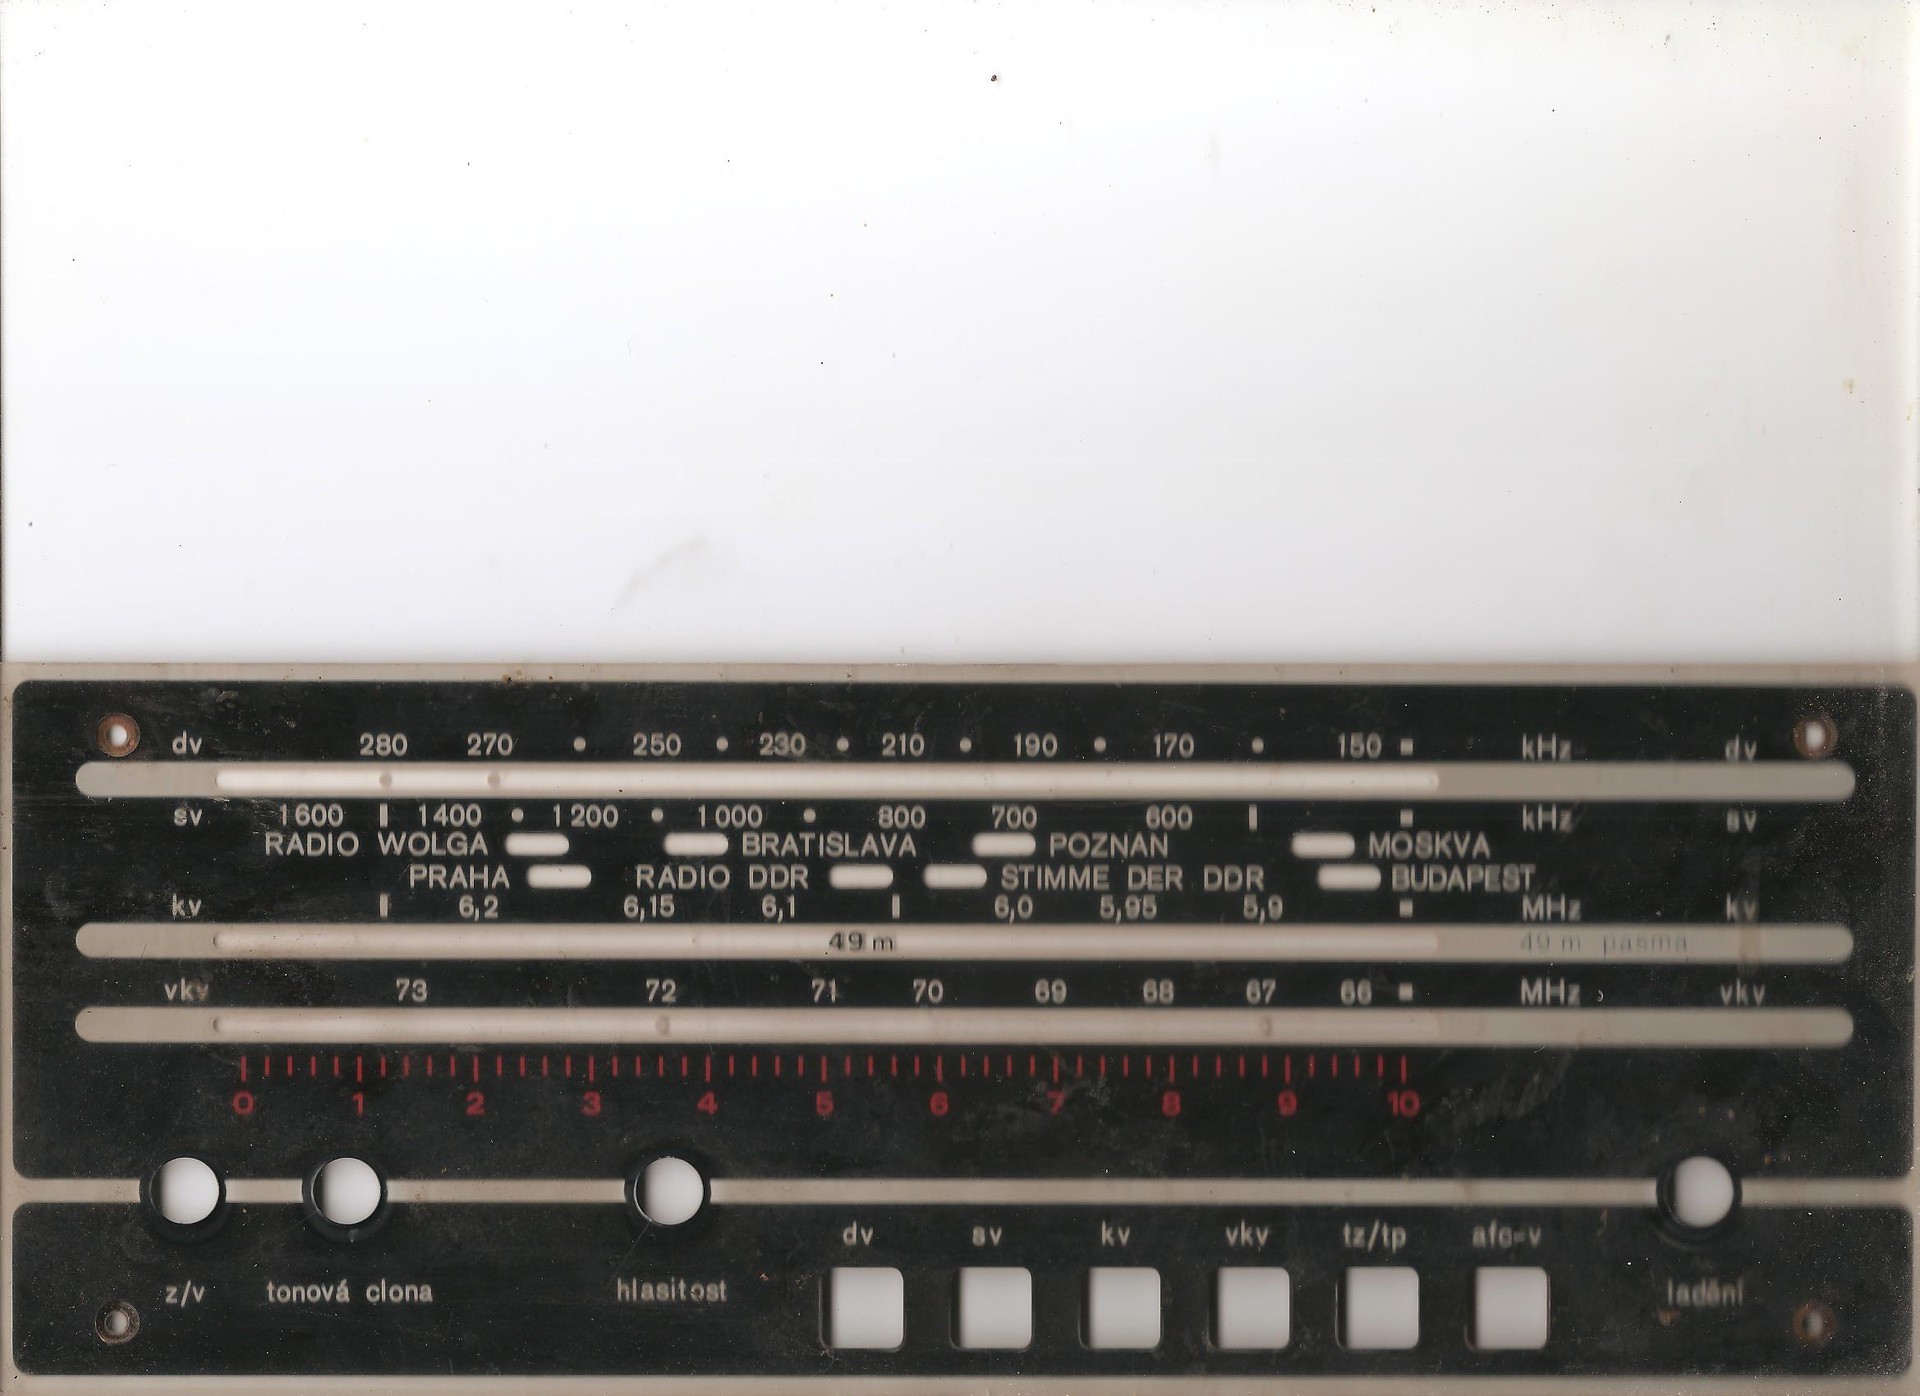 dv 280 270 • 250 • 230 • 210 • 190 • 170 • 150 ▪ kHz dv
sv 1600 ▮ 1400 • 1200 • 1000 • 800 700 600 ▮ ▪ kHz sv
RADIO WOLGA BRATISLAVA POZNAN MOSKVA
PRAHA RADIO DDR STIMME DER DDR BUDAPEST
kv ▮ 6,2 6,15 6,1 ▮ 6,0 5,95 5,9 ▪ MHz kv
49 m 49 m pasma
vkv 73 72 71 70 69 68 67 66 ▪ MHz vkv
0 1 2 3 4 5 6 7 8 9 10
dv sv kv vkv tz/tp afc-v
z/v tonová clona hlasitost ladění